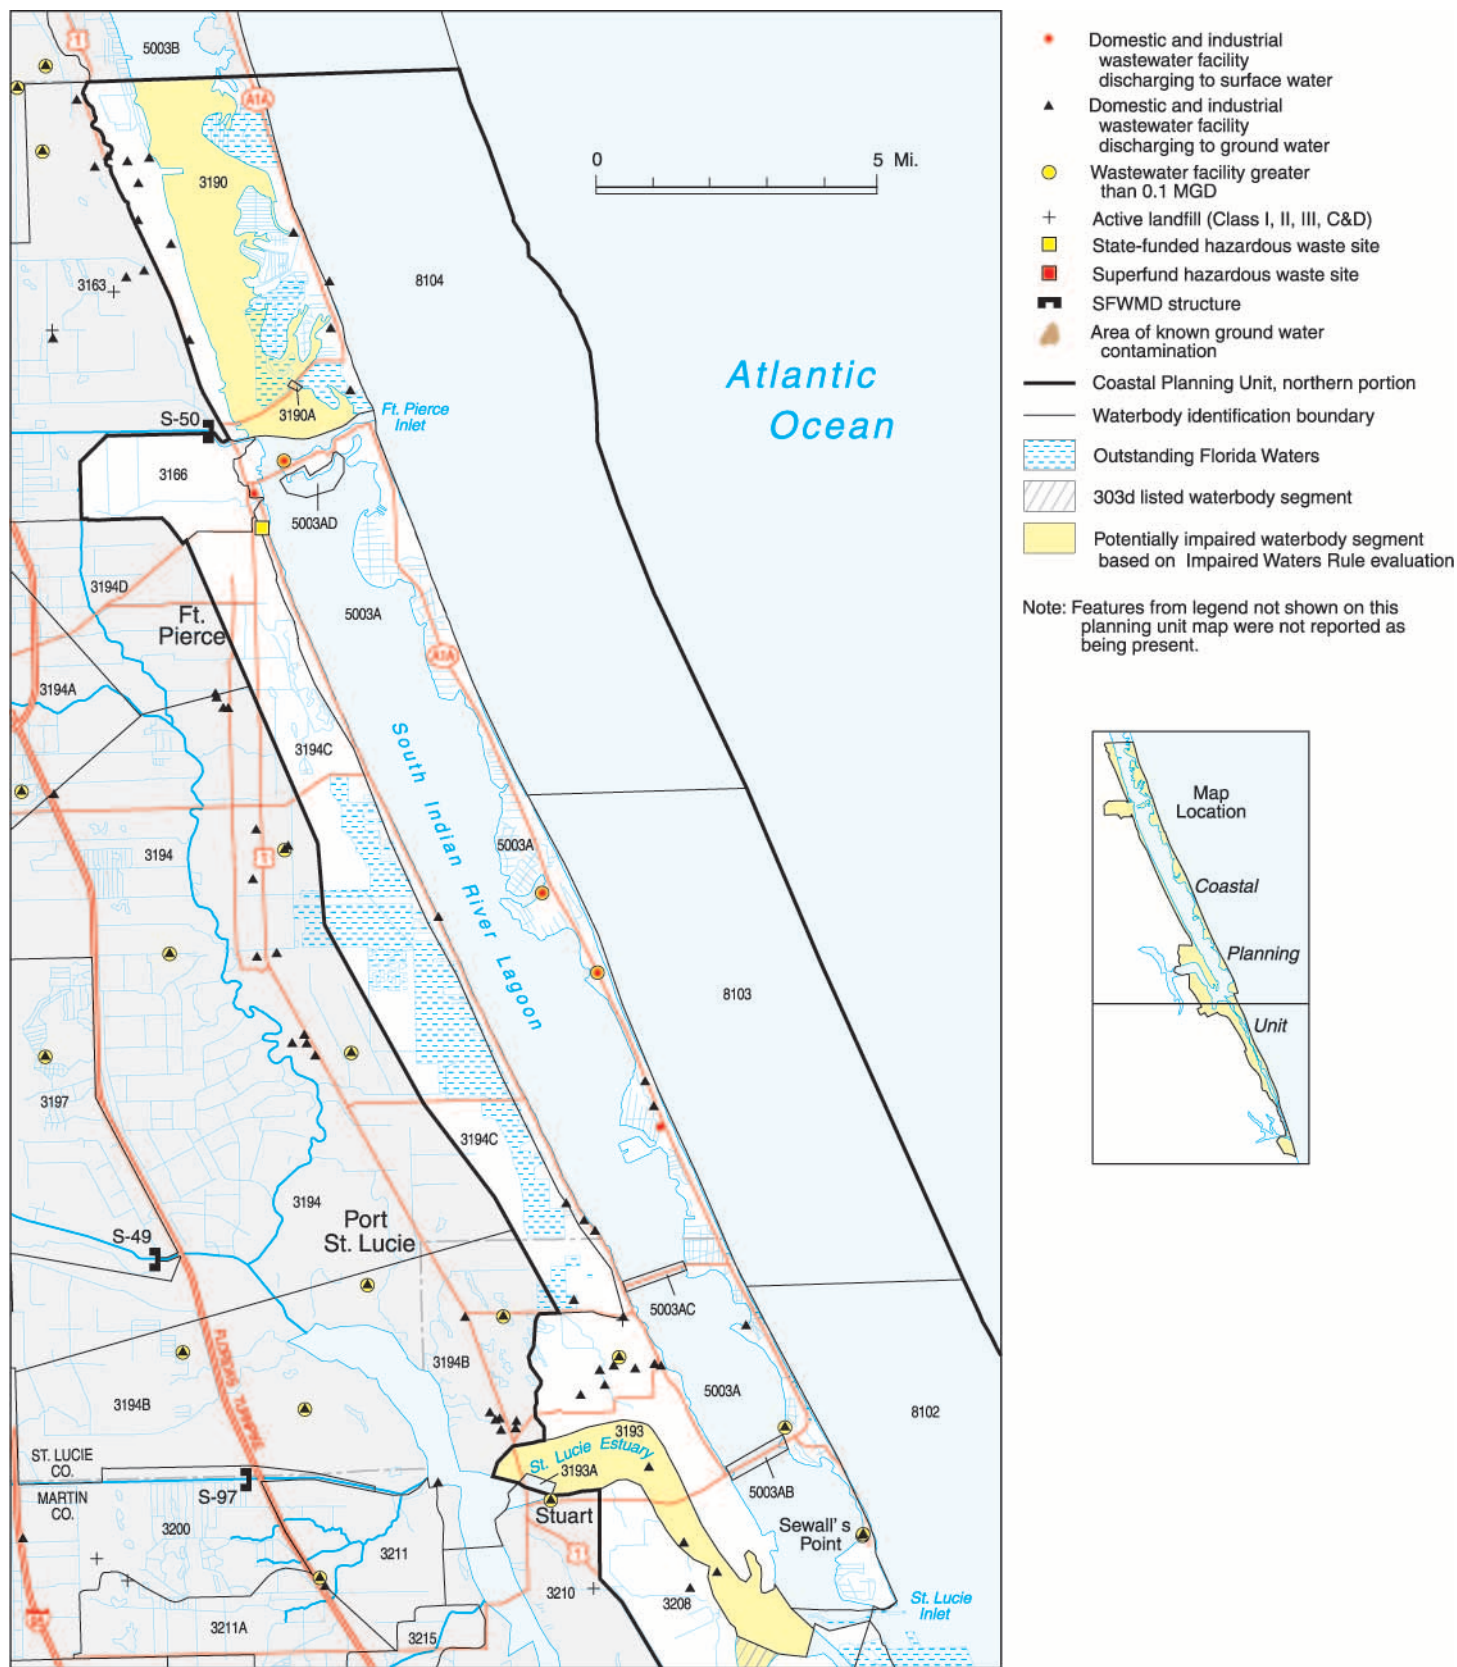 5003B
1
A1A
3190
3163
8104
0
5 Mi.
Atlantic
Ocean
3190A
Ft. Pierce
Inlet
S-50
3166
5003AD
3194D
Ft.
Pierce
5003A
A1A
3194A
3194C
South Indian River Lagoon
5003A
3194
1
8103
3197
3194C
3194
Port
St. Lucie
S-49
5003AC
3194B
FLORIDA'S TURNPIKE
3194B
5003A
8102
ST. LUCIE
CO.
MARTIN
CO.
S-97
3193
St. Lucie Estuary
3193A
5003AB
Stuart
Sewall's
Point
3200
3211
1
3210
3208
St. Lucie
Inlet
3211A
3215
95
Domestic and industrial
wastewater facility
discharging to surface water
Domestic and industrial
wastewater facility
discharging to ground water
Wastewater facility greater
than 0.1 MGD
Active landfill (Class I, II, III, C&D)
State-funded hazardous waste site
Superfund hazardous waste site
SFWMD structure
Area of known ground water
contamination
Coastal Planning Unit, northern portion
Waterbody identification boundary
Outstanding Florida Waters
303d listed waterbody segment
Potentially impaired waterbody segment
based on Impaired Waters Rule evaluation
Note: Features from legend not shown on this
planning unit map were not reported as
being present.
Map
Location
Coastal
Planning
Unit